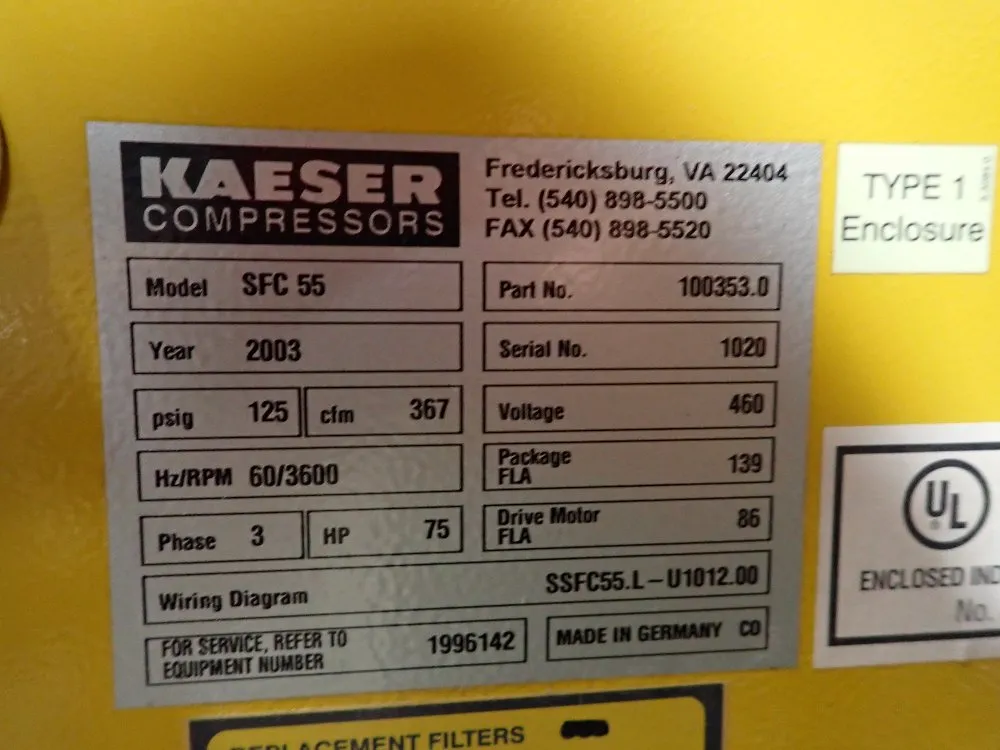 KAESER
COMPRESSORS
Fredericksburg, VA 22404
Tel. (540) 898-5500
FAX (540) 898-5520
Model SFC 55
Part No. 100353.0
Year 2003
Serial No. 1020
psig 125 cfm 367
Voltage 460
Hz/RPM 60/3600
Package
FLA 139
Phase 3 HP 75
Drive Motor
FLA 86
Wiring Diagram SSFC55.L-U1012.00
FOR SERVICE, REFER TO
EQUIPMENT NUMBER 1996142
MADE IN GERMANY CO
TYPE 1
Enclosure
UL
®
ENCLOSED
No.
REPLACEMENT FILTERS